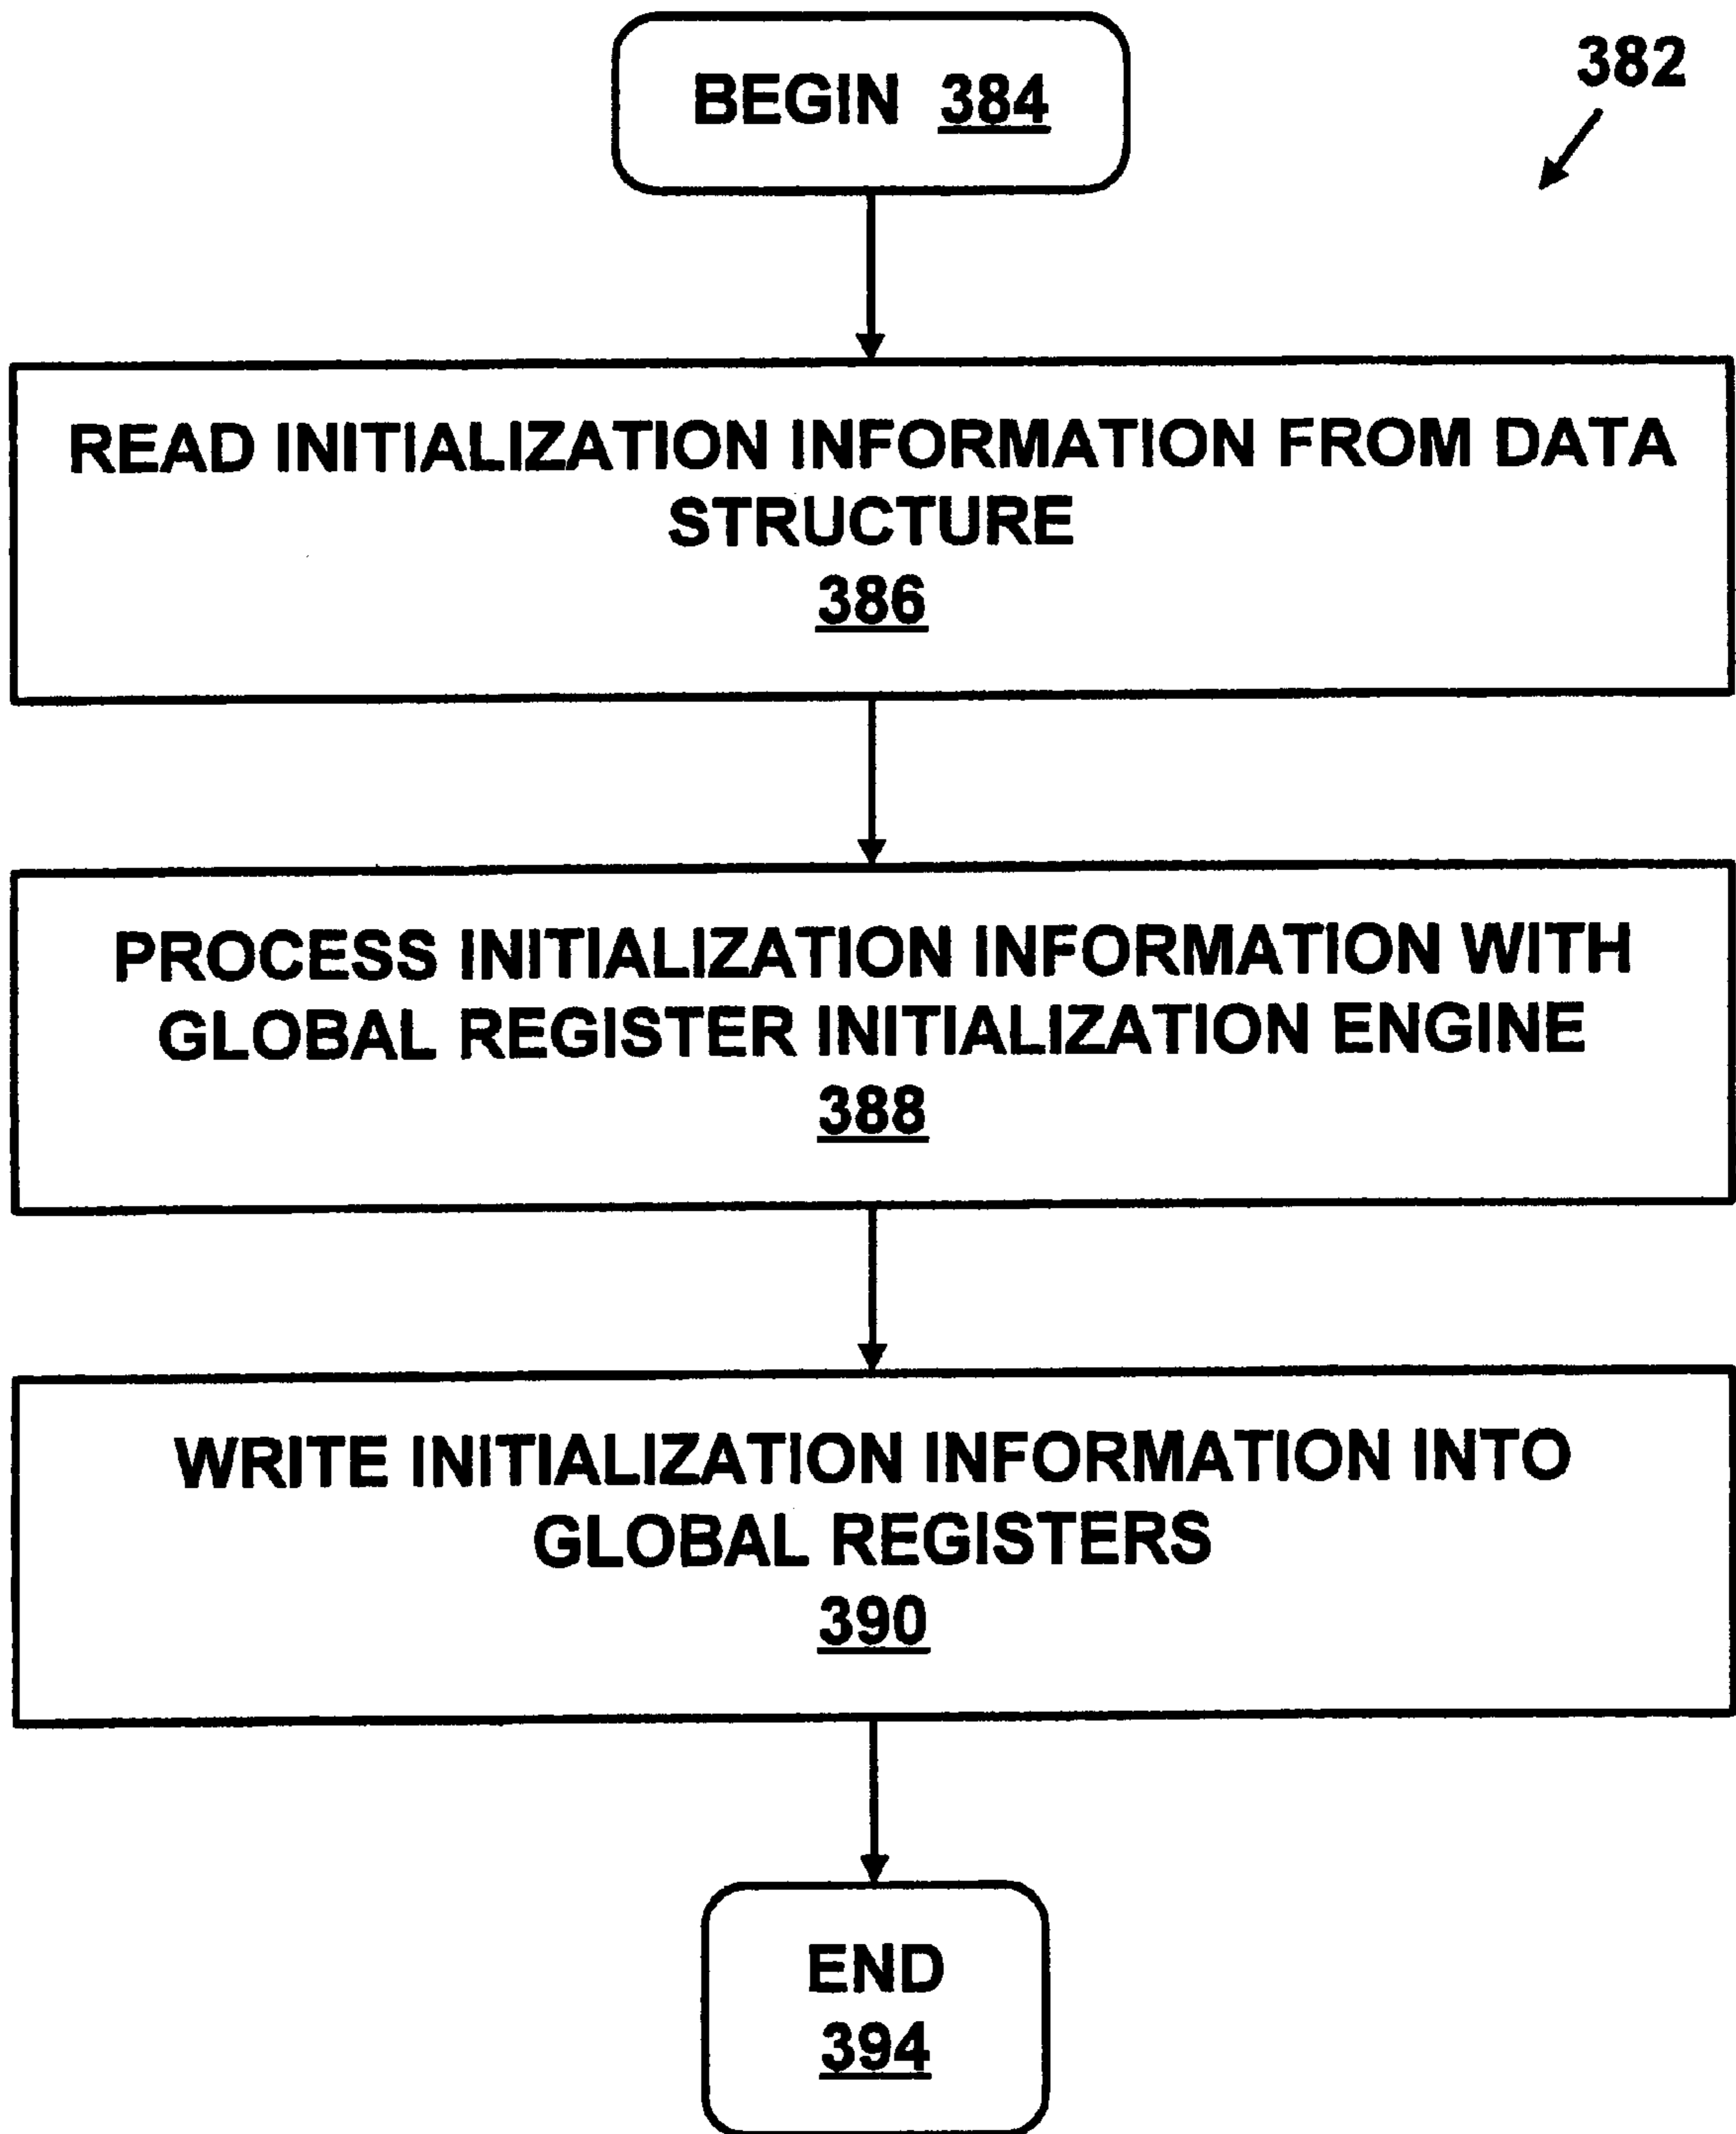 BEGIN 384
382
READ INITIALIZATION INFORMATION FROM DATA
STRUCTURE
386
PROCESS INITIALIZATION INFORMATION WITH
GLOBAL REGISTER INITIALIZATION ENGINE
388
WRITE INITIALIZATION INFORMATION INTO
GLOBAL REGISTERS
390
END
394